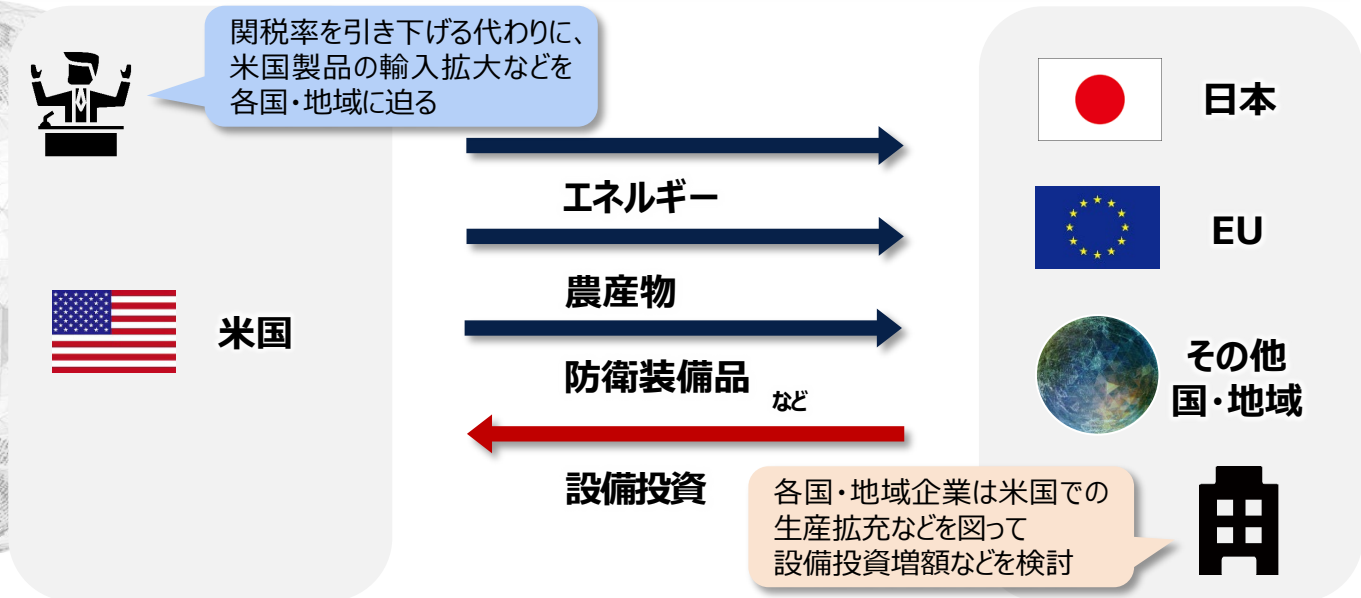 関税率を引き下げる代わりに、
米国製品の輸入拡大などを
各国・地域に迫る
米国
エネルギー
農産物
防衛装備品
など
設備投資
日本
EU
その他
国・地域
各国・地域企業は米国での
生産拡充などを図って
設備投資増額などを検討